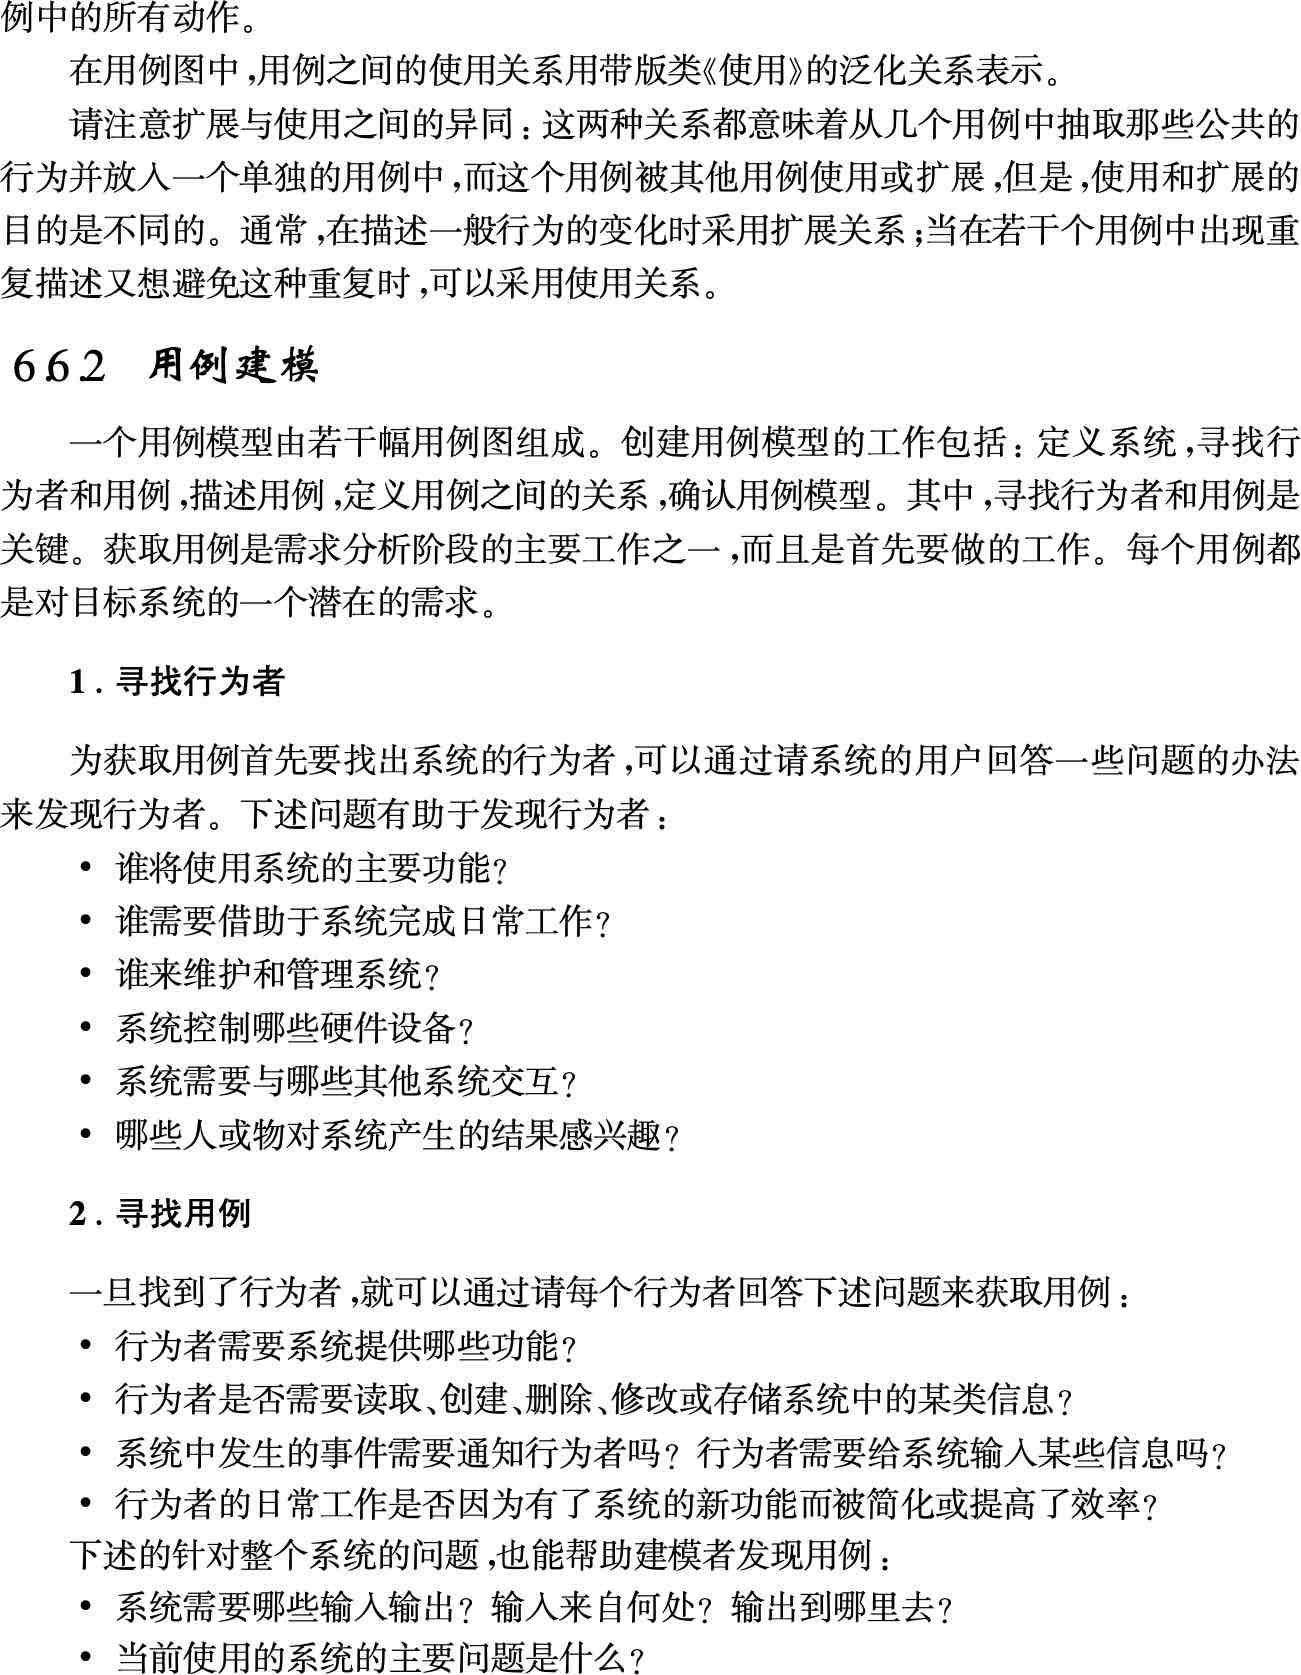 例中的所有动作。
在用例图中,用例之间的使用关系用带版类《使用》的泛化关系表示。
请注意扩展与使用之间的异同:这两种关系都意味着从几个用例中抽取那些公共的
行为并放入一个单独的用例中,而这个用例被其他用例使用或扩展,但是,使用和扩展的
目的是不同的。通常,在描述一般行为的变化时采用扩展关系;当在若干个用例中出现重
复描述又想避免这种重复时,可以采用使用关系。
6.6.2 用例建模
一个用例模型由若干幅用例图组成。创建用例模型的工作包括:定义系统,寻找行
为者和用例,描述用例,定义用例之间的关系,确认用例模型。其中,寻找行为者和用例是
关键。获取用例是需求分析阶段的主要工作之一,而且是首先要做的工作。每个用例都
是对目标系统的一个潜在的需求。
1. 寻找行为者
为获取用例首先要找出系统的行为者,可以通过请系统的用户回答一些问题的办法
来发现行为者。下述问题有助于发现行为者:
• 谁将使用系统的主要功能?
• 谁需要借助于系统完成日常工作?
• 谁来维护和管理系统?
• 系统控制哪些硬件设备?
• 系统需要与哪些其他系统交互?
• 哪些人或物对系统产生的结果感兴趣?
2. 寻找用例
一旦找到了行为者,就可以通过请每个行为者回答下述问题来获取用例:
• 行为者需要系统提供哪些功能?
• 行为者是否需要读取、创建、删除、修改或存储系统中的某类信息?
• 系统中发生的事件需要通知行为者吗? 行为者需要给系统输入某些信息吗?
• 行为者的日常工作是否因为有了系统的新功能而被简化或提高了效率?
下述的针对整个系统的问题,也能帮助建模者发现用例:
• 系统需要哪些输入输出? 输入来自何处? 输出到哪里去?
• 当前使用的系统的主要问题是什么?